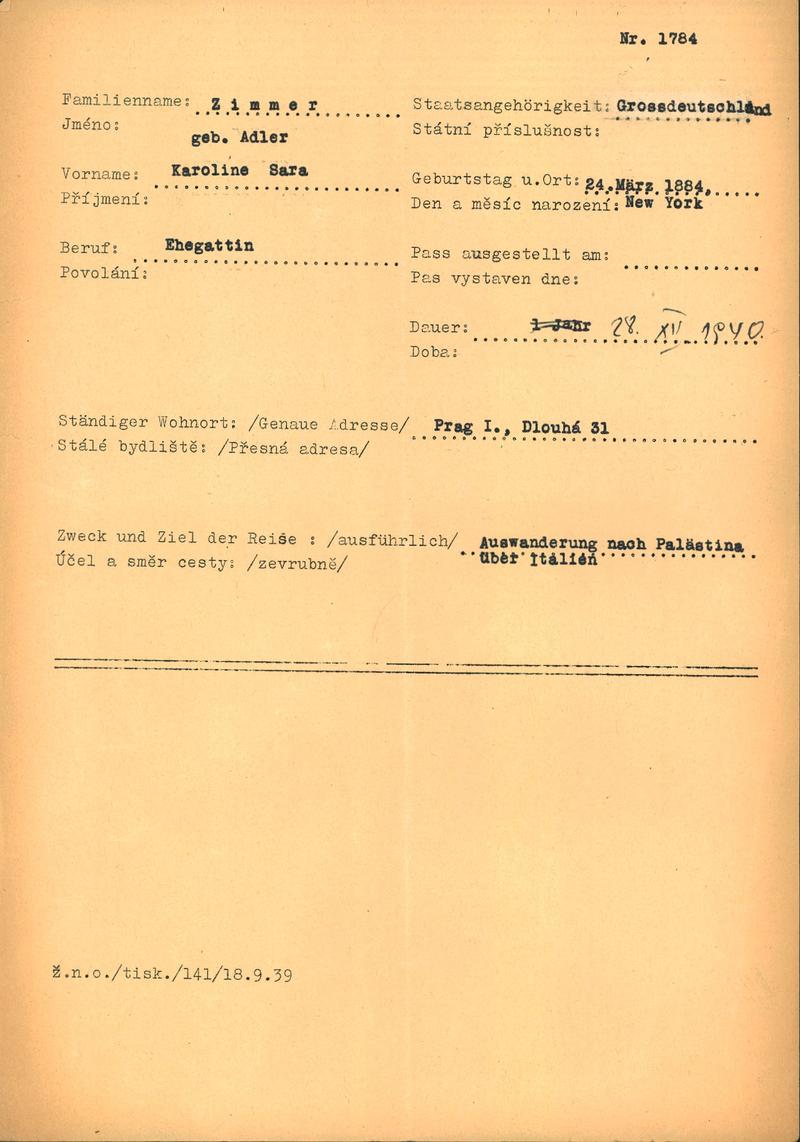 Nr. 1784
Familienname: Zimmer
Jméno:
geb. Adler
Staatsangehörigkeit: Grossdeutschland
Státní příslušnost:
Vorname: Karoline Sara
Příjmení:
Geburtstag u.Ort: 24.März 1884,
Den a měsíc narození: New York
Beruf: Ehegattin
Povolání:
Pass ausgestellt am:
Pas vystaven dne:
Dauer: 1 Jahr 1940.
Doba:
Ständiger Wohnort: /Genaue Adresse/ Prag I., Dlouhá 31
Stálé bydliště: /Přesná adresa/
Zweck und Ziel der Reise : /ausführlich/ Auswanderung nach Palästina
Účel a směr cesty: /zevrubně/ über Italien
ž.n.o./tisk./141/18.9.39